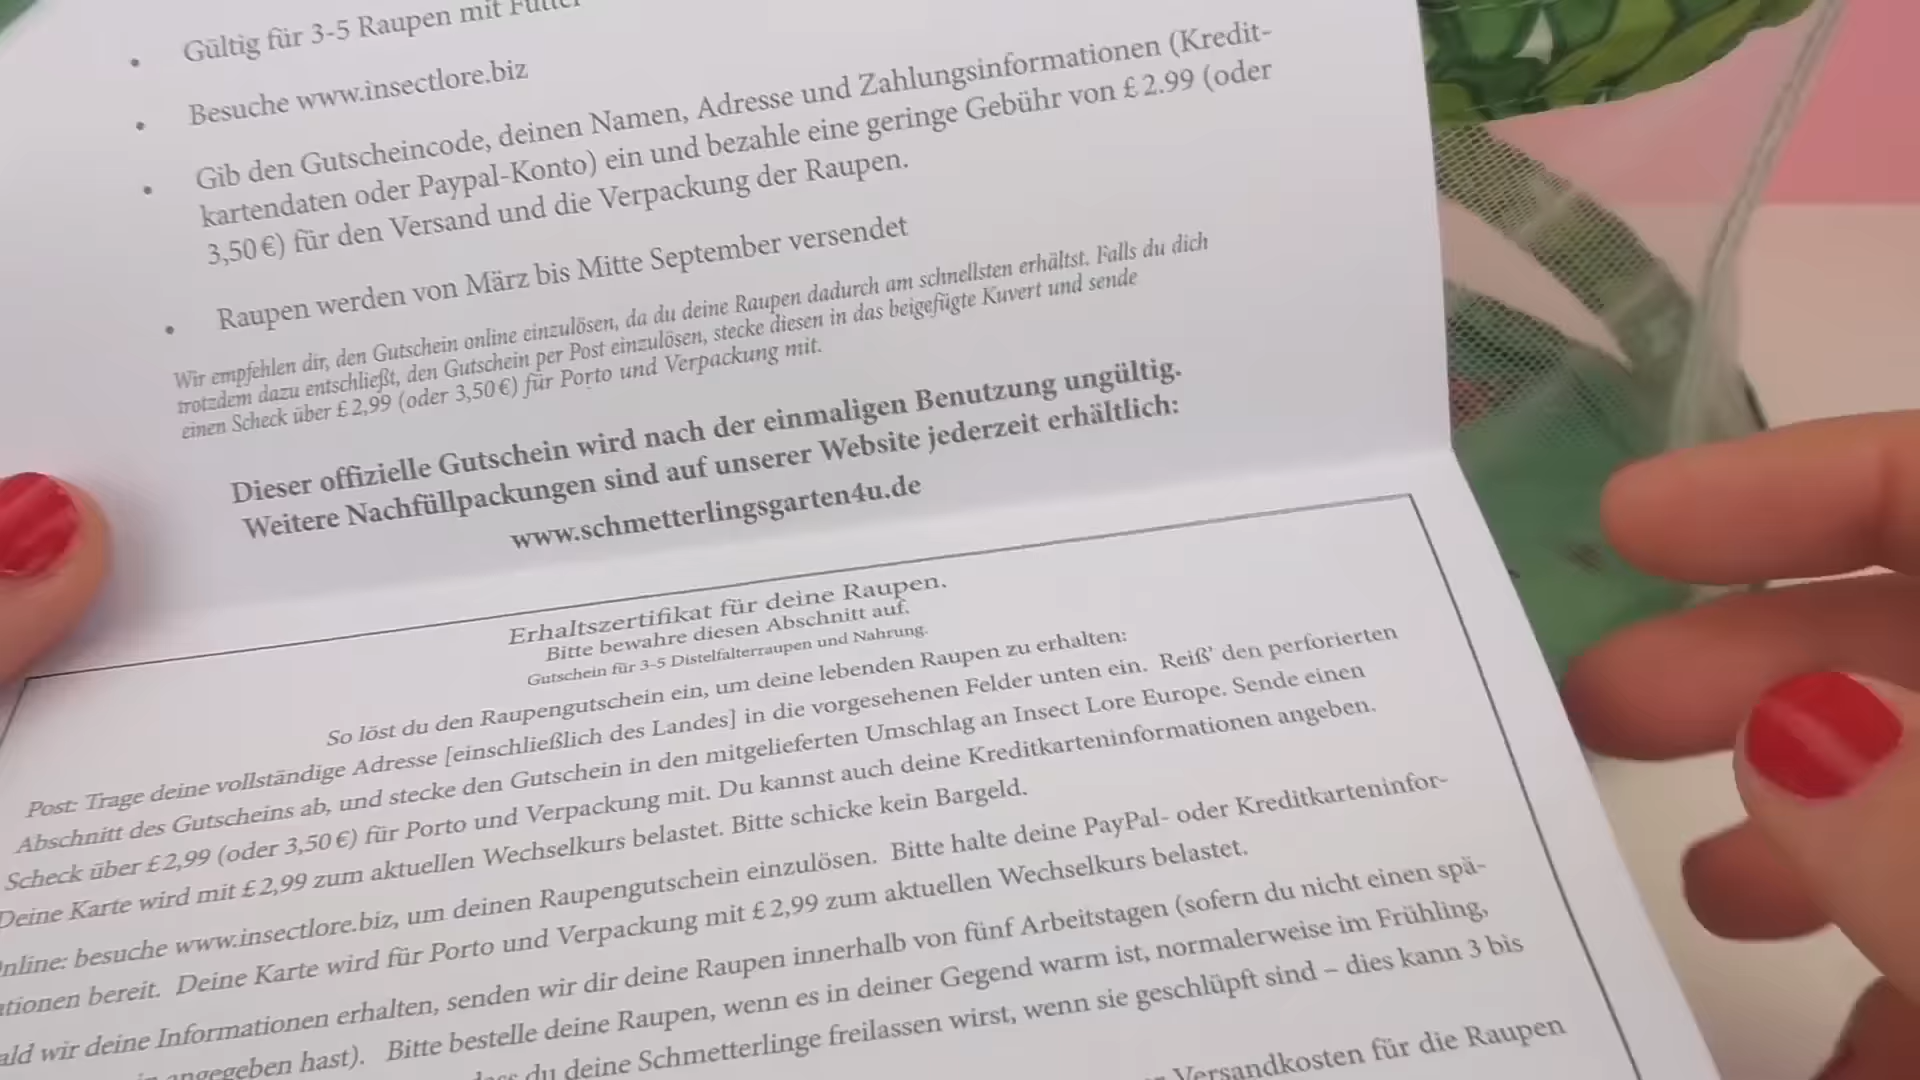 Gültig für 3-5 Raupen mit Futter
Besuche www.insectlore.biz
Gib den Gutscheincode, deinen Namen, Adresse und Zahlungsinformationen (Kredit-
kartendaten oder Paypal-Konto) ein und bezahle eine geringe Gebühr von £ 2.99 (oder
3,50 €) für den Versand und die Verpackung der Raupen.
Raupen werden von März bis Mitte September versendet
Wir empfehlen dir, den Gutschein online einzulösen, da du deine Raupen dadurch am schnellsten erhältst. Falls du dich
trotzdem dazu entschließt, den Gutschein per Post einzulösen, stecke diesen in das beigefügte Kuvert und sende
einen Scheck über £ 2,99 (oder 3,50 €) für Porto und Verpackung mit.
Dieser offizielle Gutschein wird nach der einmaligen Benutzung ungültig.
Weitere Nachfüllpackungen sind auf unserer Website jederzeit erhältlich:
www.schmetterlingsgarten4u.de
Erhaltszertifikat für deine Raupen.
Bitte bewahre diesen Abschnitt auf.
Gutschein für 3-5 Distelfalterraupen und Nahrung.
So löst du den Raupengutschein ein, um deine lebenden Raupen zu erhalten:
Post: Trage deine vollständige Adresse [einschließlich des Landes] in die vorgesehenen Felder unten ein. Reiß' den perforierten
Abschnitt des Gutscheins ab, und stecke den Gutschein in den mitgelieferten Umschlag an Insect Lore Europe. Sende einen
Scheck über £ 2,99 (oder 3,50 €) für Porto und Verpackung mit. Du kannst auch deine Kreditkarteninformationen angeben.
Deine Karte wird mit £ 2,99 zum aktuellen Wechselkurs belastet. Bitte schicke kein Bargeld.
Online: besuche www.insectlore.biz, um deinen Raupengutschein einzulösen. Bitte halte deine PayPal- oder Kreditkarteninfor-
ationen bereit. Deine Karte wird für Porto und Verpackung mit £ 2,99 zum aktuellen Wechselkurs belastet.
ald wir deine Informationen erhalten, senden wir dir deine Raupen innerhalb von fünf Arbeitstagen (sofern du nicht einen spä-
angegeben hast). Bitte bestelle deine Raupen, wenn es in deiner Gegend warm ist, normalerweise im Frühling,
du deine Schmetterlinge freilassen wirst, wenn sie geschlüpft sind – dies kann 3 bis
Versandkosten für die Raupen